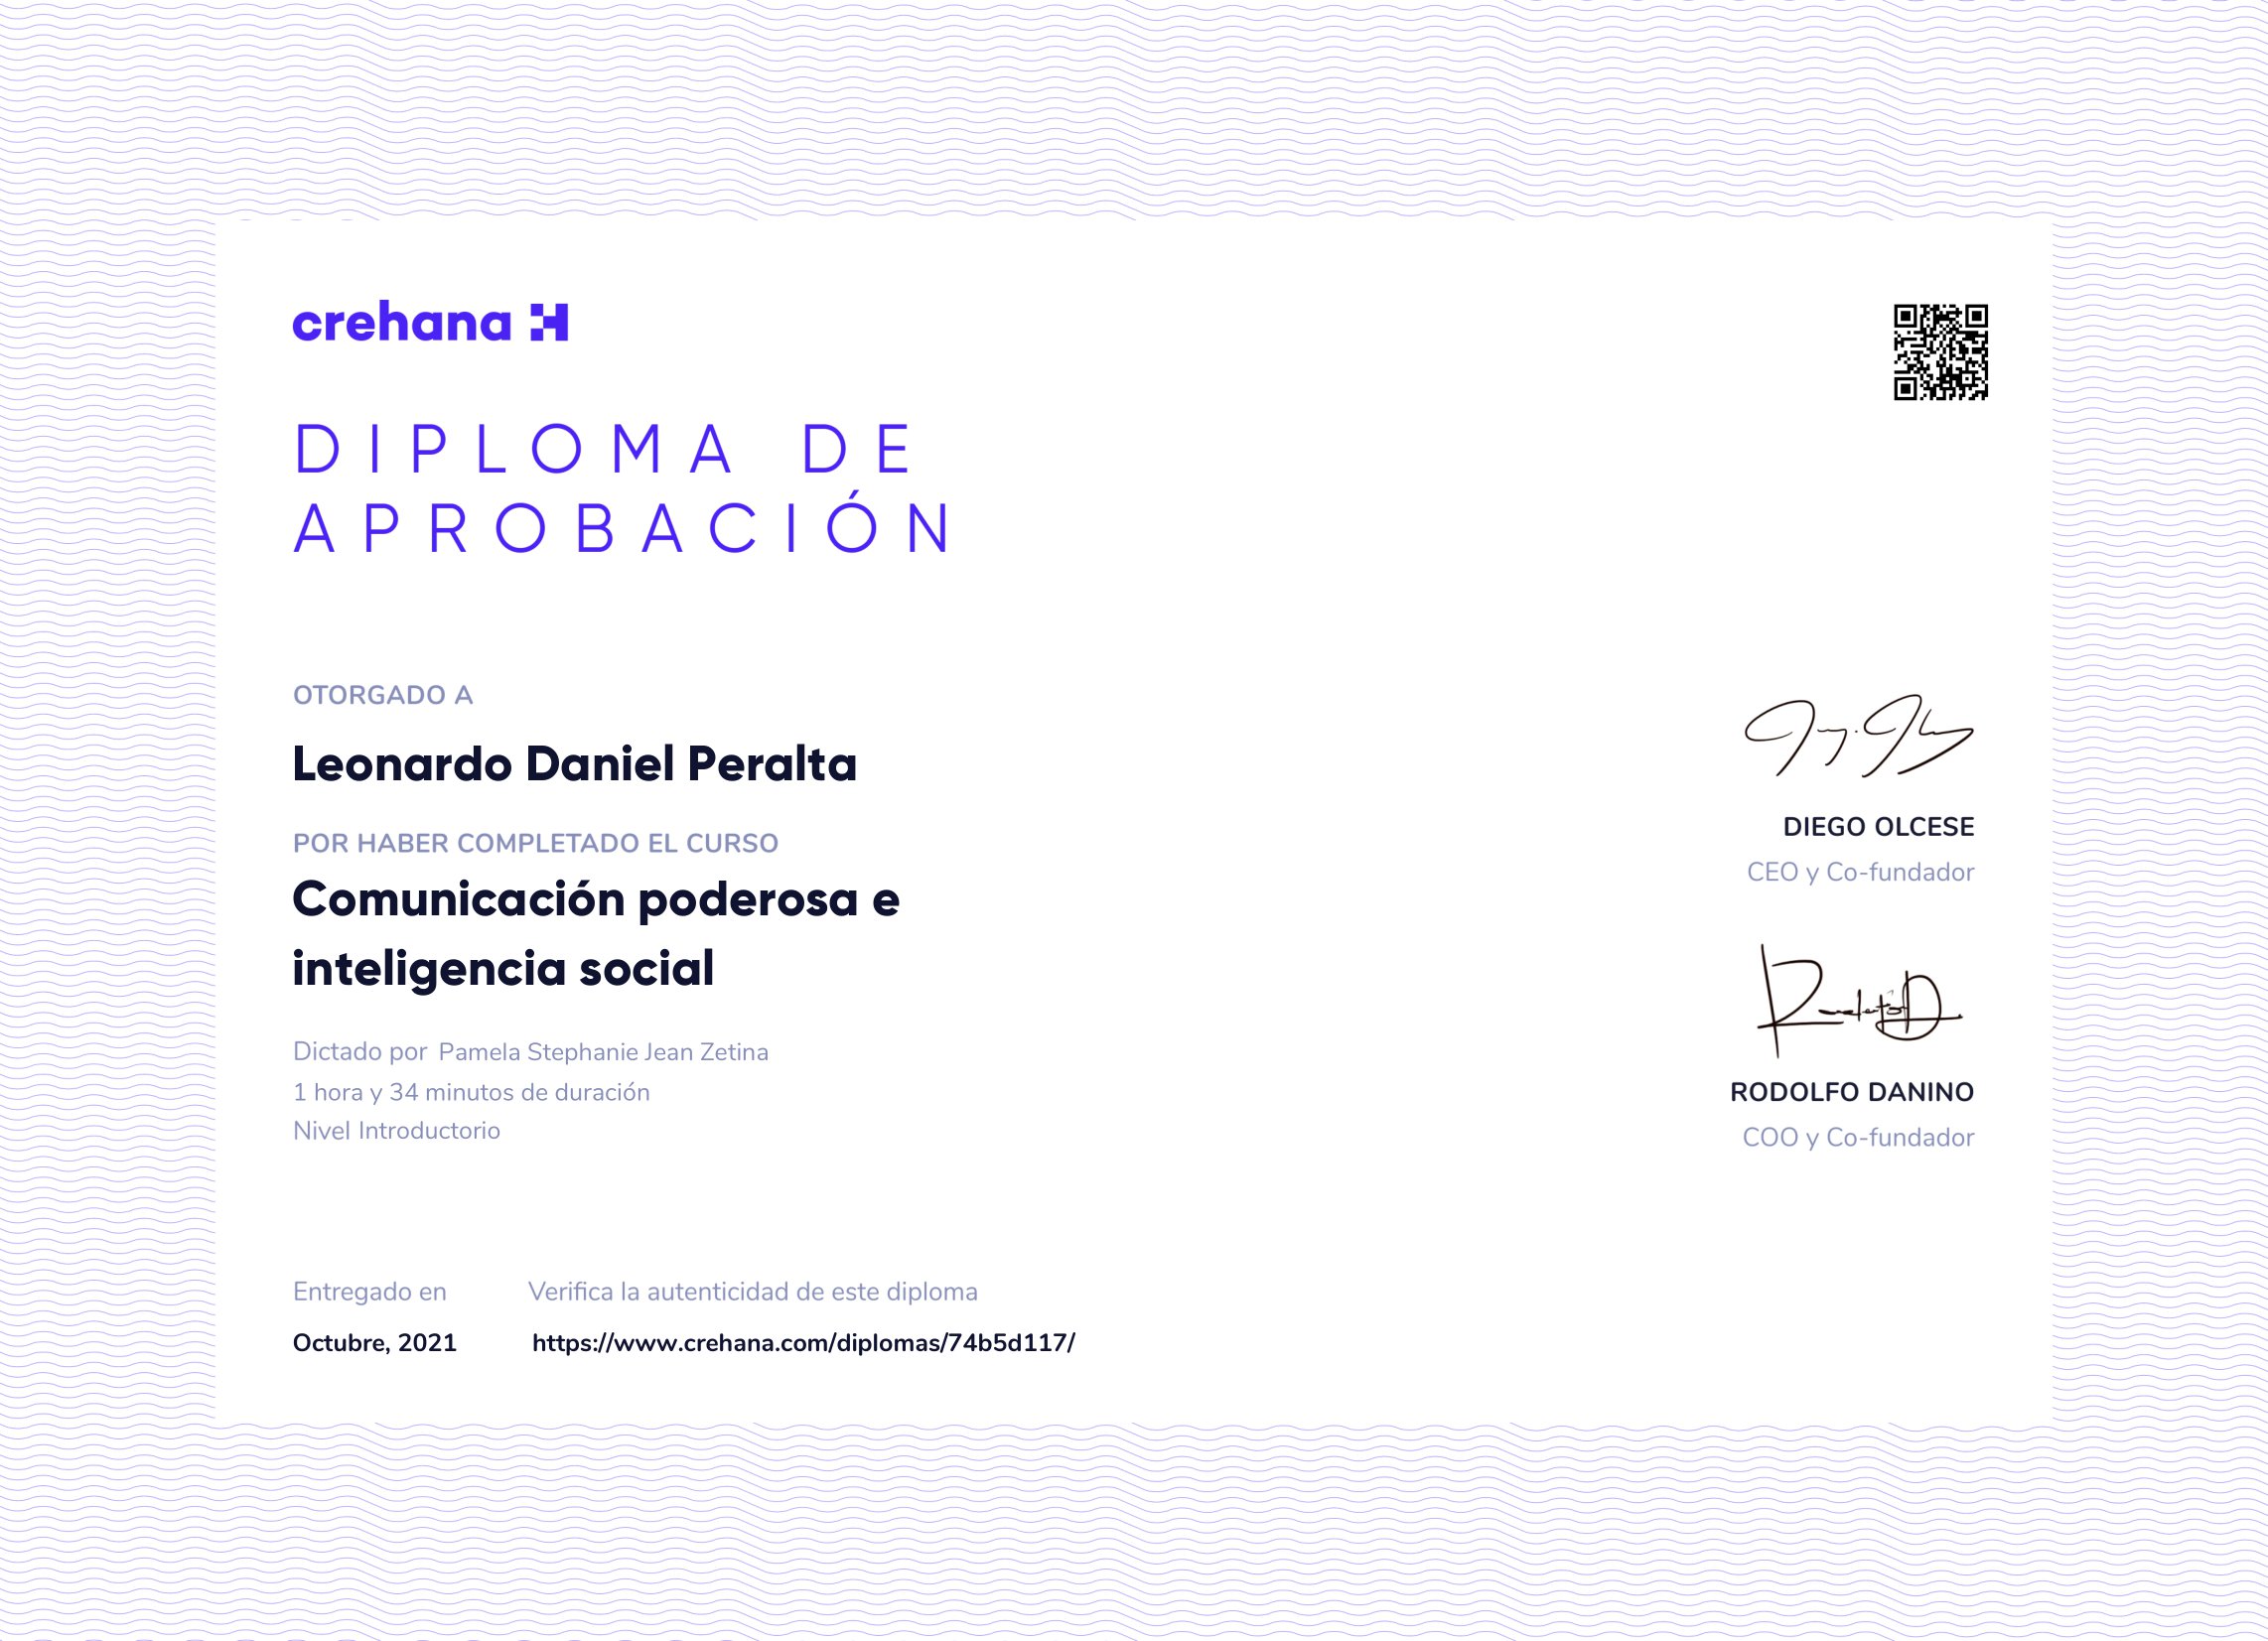 crehana
DIPLOMA DE
APROBACIÓN
OTORGADO A
Leonardo Daniel Peralta
POR HABER COMPLETADO EL CURSO
Comunicación poderosa e
inteligencia social
Dictado por Pamela Stephanie Jean Zetina
1 hora y 34 minutos de duración
Nivel Introductorio
DIEGO OLCESE
CEO y Co-fundador
RODOLFO DANINO
COO y Co-fundador
Entregado en
Octubre, 2021
Verifica la autenticidad de este diploma
https://www.crehana.com/diplomas/74b5d117/